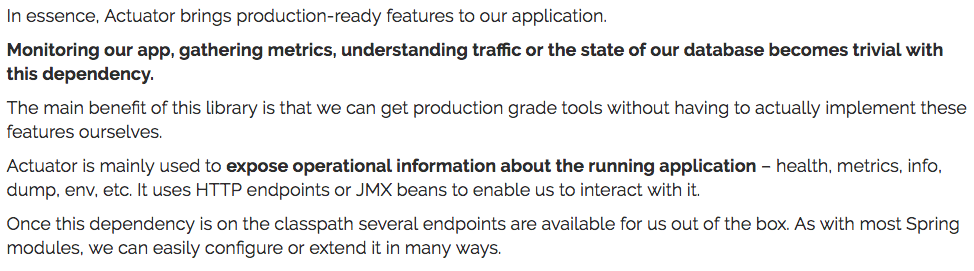 In essence, Actuator brings production-ready features to our application.
Monitoring our app, gathering metrics, understanding traffic or the state of our database becomes trivial with
this dependency.
The main benefit of this library is that we can get production grade tools without having to actually implement these
features ourselves.
Actuator is mainly used to expose operational information about the running application – health, metrics, info,
dump, env, etc. It uses HTTP endpoints or JMX beans to enable us to interact with it.
Once this dependency is on the classpath several endpoints are available for us out of the box. As with most Spring
modules, we can easily configure or extend it in many ways.